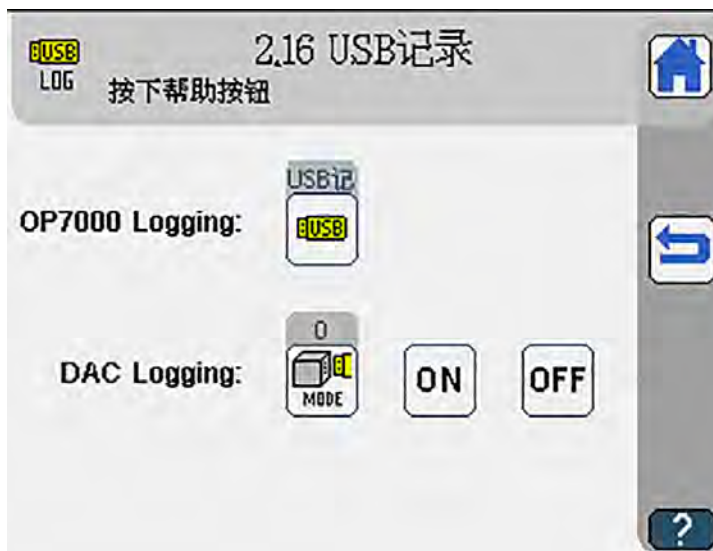 USB
LOG
2.16 USB记录
按下帮助按钮
USB记
OP7000 Logging:
USB
0
DAC Logging:
MODE
ON
OFF
?